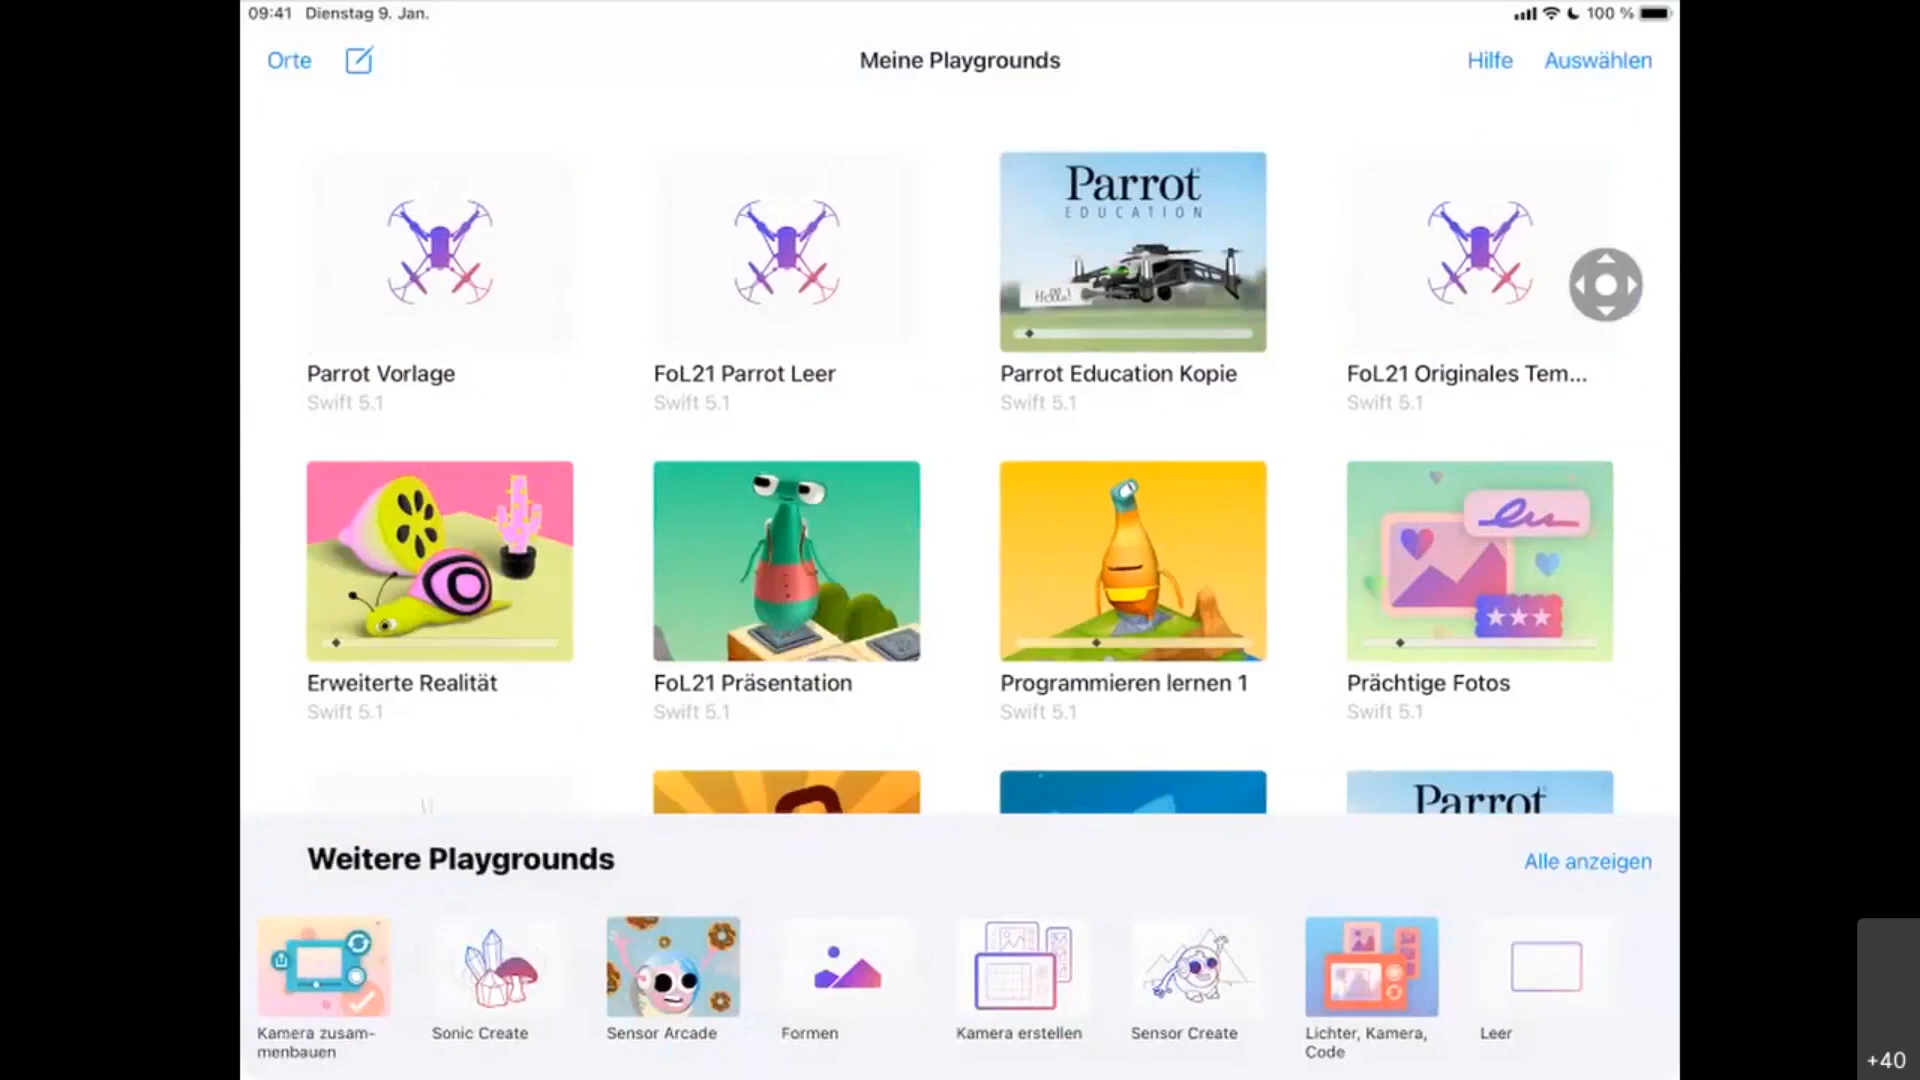 09:41 Dienstag 9. Jan.
100 %
Orte
Meine Playgrounds
Hilfe
Auswählen
Parrot
EDUCATION
Hello!
Parrot Vorlage
FoL21 Parrot Leer
Parrot Education Kopie
FoL21 Originales Tem...
Swift 5.1
Swift 5.1
Swift 5.1
Swift 5.1
Erweiterte Realität
FoL21 Präsentation
Programmieren lernen 1
Prächtige Fotos
Swift 5.1
Swift 5.1
Swift 5.1
Swift 5.1
Parrot
Weitere Playgrounds
Alle anzeigen
Kamera zusam-
menbauen
Sonic Create
Sensor Arcade
Formen
Kamera erstellen
Sensor Create
Lichter, Kamera,
Code
Leer
+40